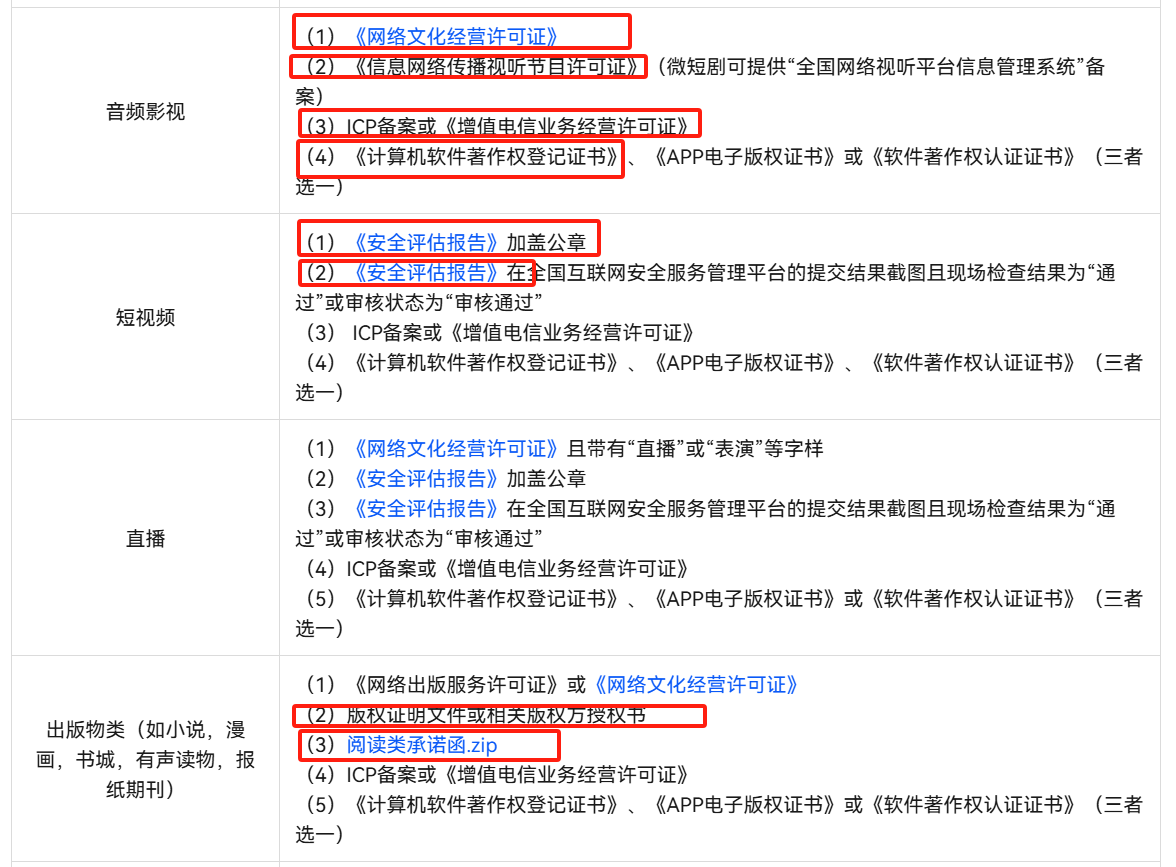 音频影视
（1）《网络文化经营许可证》
（2）《信息网络传播视听节目许可证》（微短剧可提供“全国网络视听平台信息管理系统”备
案）
（3）ICP备案或《增值电信业务经营许可证》
（4）《计算机软件著作权登记证书》、《APP电子版权证书》或《软件著作权认证证书》（三者
选一）
短视频
（1）《安全评估报告》加盖公章
（2）《安全评估报告》在全国互联网安全服务管理平台的提交结果截图且现场检查结果为“通
过”或审核状态为“审核通过”
（3） ICP备案或《增值电信业务经营许可证》
（4）《计算机软件著作权登记证书》、《APP电子版权证书》、《软件著作权认证证书》（三者
选一）
直播
（1）《网络文化经营许可证》且带有“直播”或“表演”等字样
（2）《安全评估报告》加盖公章
（3）《安全评估报告》在全国互联网安全服务管理平台的提交结果截图且现场检查结果为“通
过”或审核状态为“审核通过”
（4）ICP备案或《增值电信业务经营许可证》
（5）《计算机软件著作权登记证书》、《APP电子版权证书》或《软件著作权认证证书》（三者
选一）
出版物类（如小说，漫
画，书城，有声读物，报
纸期刊）
（1）《网络出版服务许可证》或《网络文化经营许可证》
（2）版权证明文件或相关版权方授权书
（3）阅读类承诺函.zip
（4）ICP备案或《增值电信业务经营许可证》
（5）《计算机软件著作权登记证书》、《APP电子版权证书》或《软件著作权认证证书》（三者
选一）